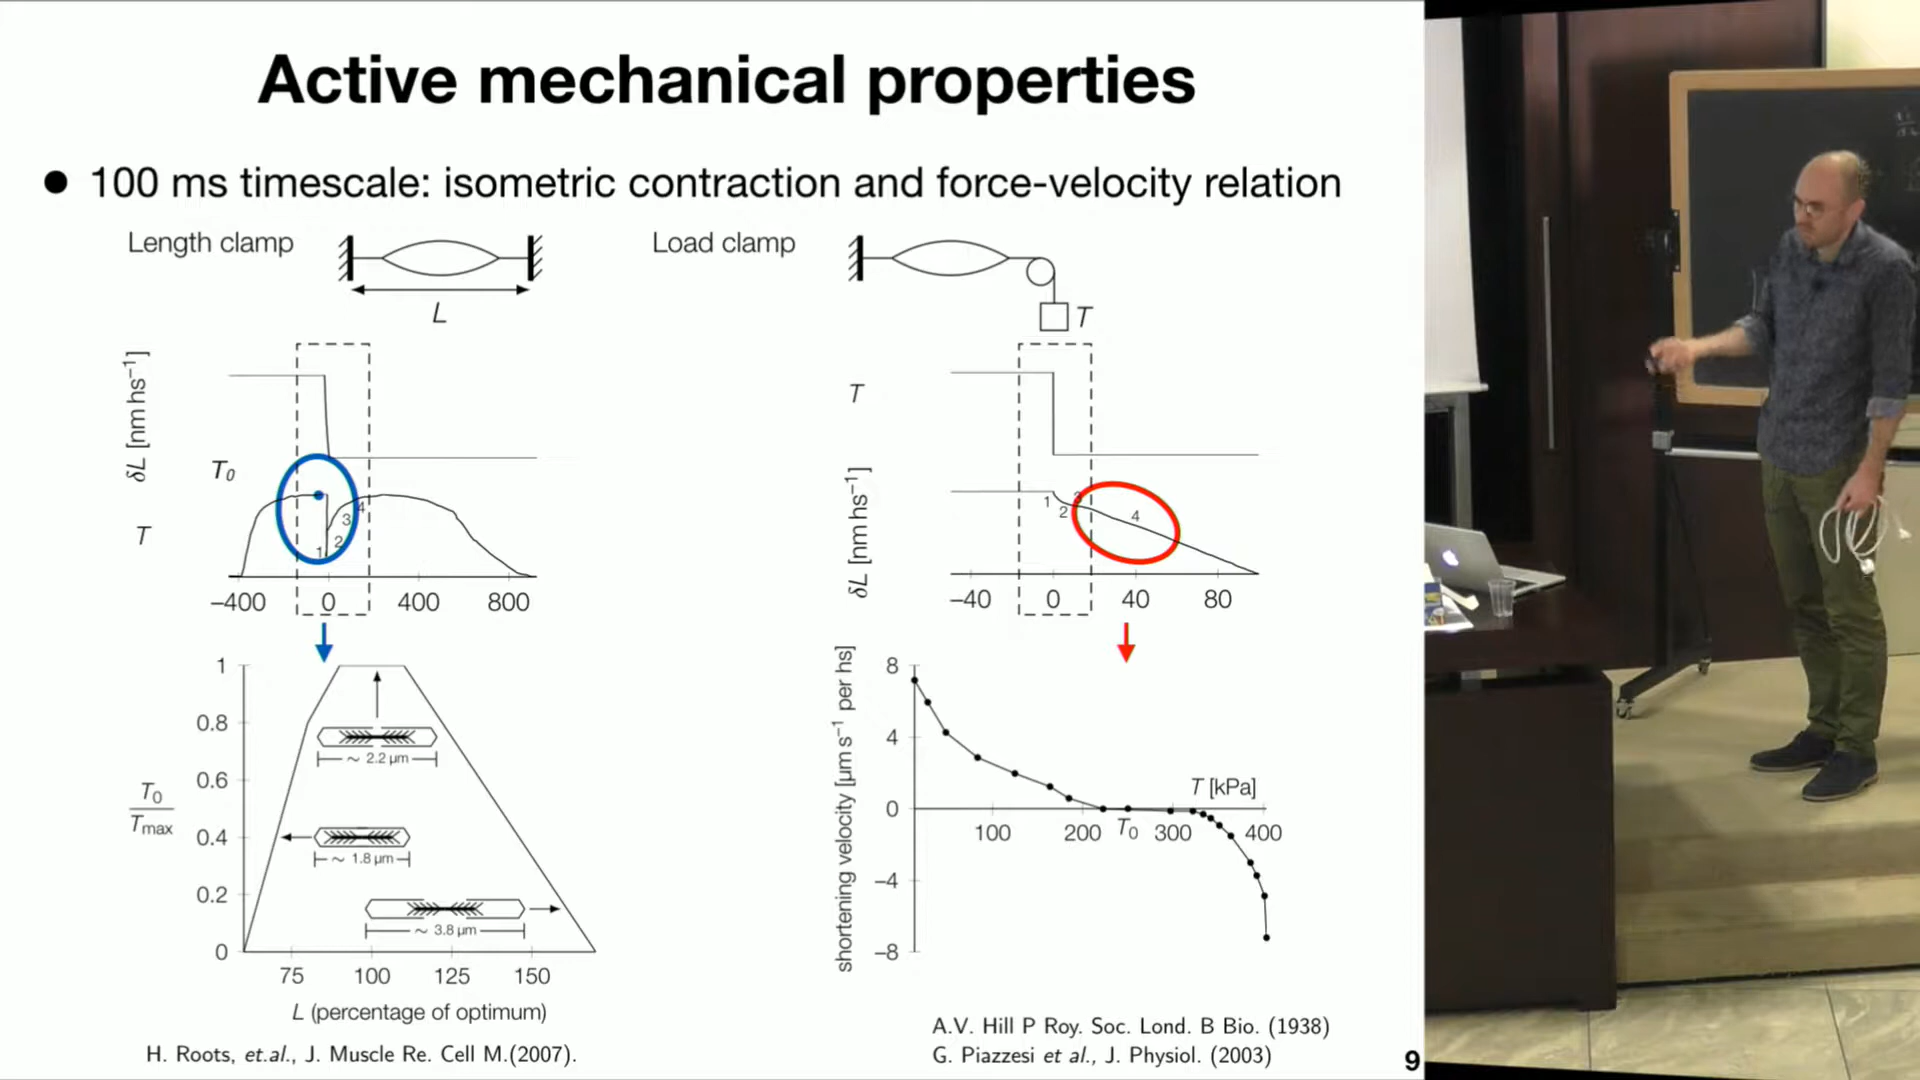 Active mechanical properties
● 100 ms timescale: isometric contraction and force-velocity relation
Length clamp
L
Load clamp
T
δL [nm hs⁻¹]
T₀
T
1
2
3
4
−400 0 400 800
T
δL [nm hs⁻¹]
1
2
3
4
−40 0 40 80
T₀
Tmax
1
0.8
0.6
0.4
0.2
0
~ 2.2 µm
~ 1.8 µm
~ 3.8 µm
75 100 125 150
L (percentage of optimum)
shortening velocity [µm s⁻¹ per hs]
8
4
0
−4
−8
T [kPa]
100 200 T₀ 300 400
H. Roots, et.al., J. Muscle Re. Cell M.(2007).
A.V. Hill P Roy. Soc. Lond. B Bio. (1938)
G. Piazzesi et al., J. Physiol. (2003)
9